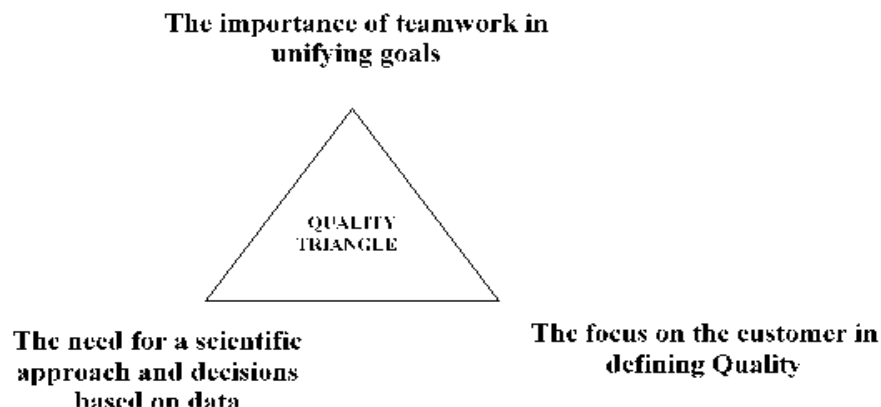 The importance of teamwork in
unifying goals
QUALITY
TRIANGLE
The need for a scientific
approach and decisions
based on data
The focus on the customer in
defining Quality